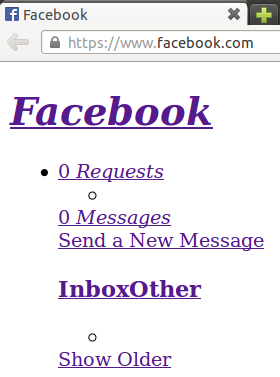 Facebook
https://www.facebook.com
Facebook
0 Requests
0 Messages
Send a New Message
InboxOther
Show Older